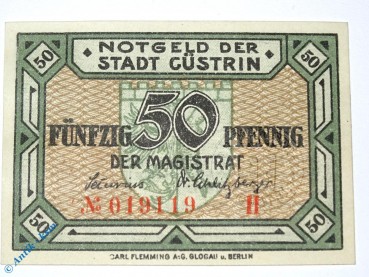 NOTGELD DER
STADT CÜSTRIN
50 50
50
FÜNFZIG PFENNIG
DER MAGISTRAT
№ 019119 H
50 50
CARL FLEMMING A:G. GLOGAU u. BERLIN